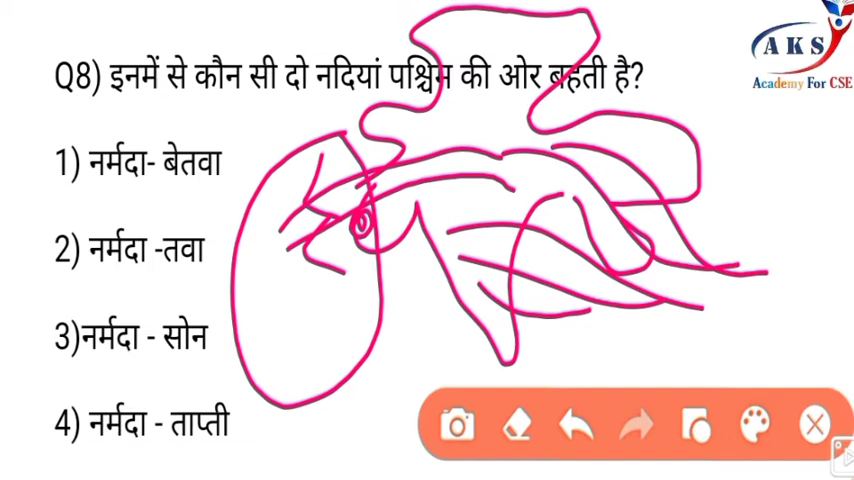 AKS
Academy For CSE
Q8) इनमें से कौन सी दो नदियां पश्चिम की ओर बहती है?
1) नर्मदा- बेतवा
2) नर्मदा -तवा
3)नर्मदा - सोन
4) नर्मदा - ताप्ती